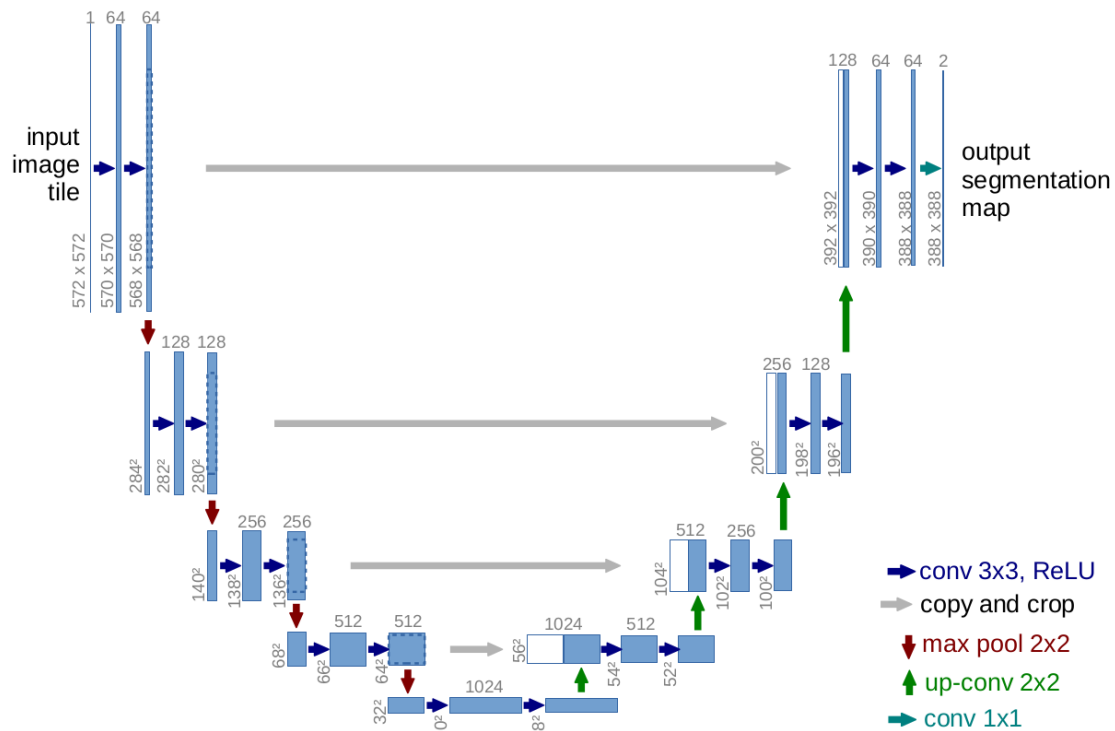 1 64 64
128 64 64 2
input
image
tile
output
segmentation
map
572 x 572
570 x 570
568 x 568
392 x 392
390 x 390
388 x 388
388 x 388
128 128
256 128
284²
282²
280²
200²
198²
196²
256 256
512 256
140²
138²
136²
104²
102²
100²
512 512
1024 512
68²
66²
64²
56²
54²
52²
1024
32²
0²
8²
conv 3x3, ReLU
copy and crop
max pool 2x2
up-conv 2x2
conv 1x1